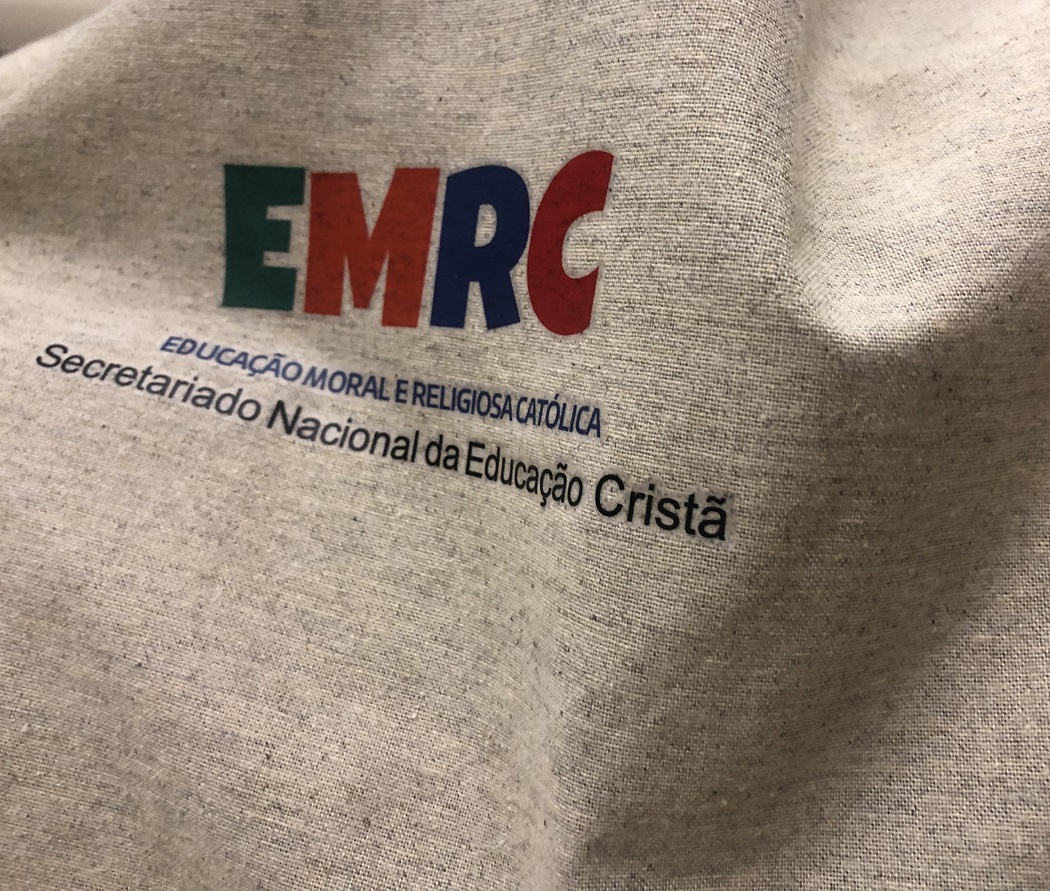 EMRC
EDUCAÇÃO MORAL E RELIGIOSA CATÓLICA
Secretariado Nacional da Educação Cristã